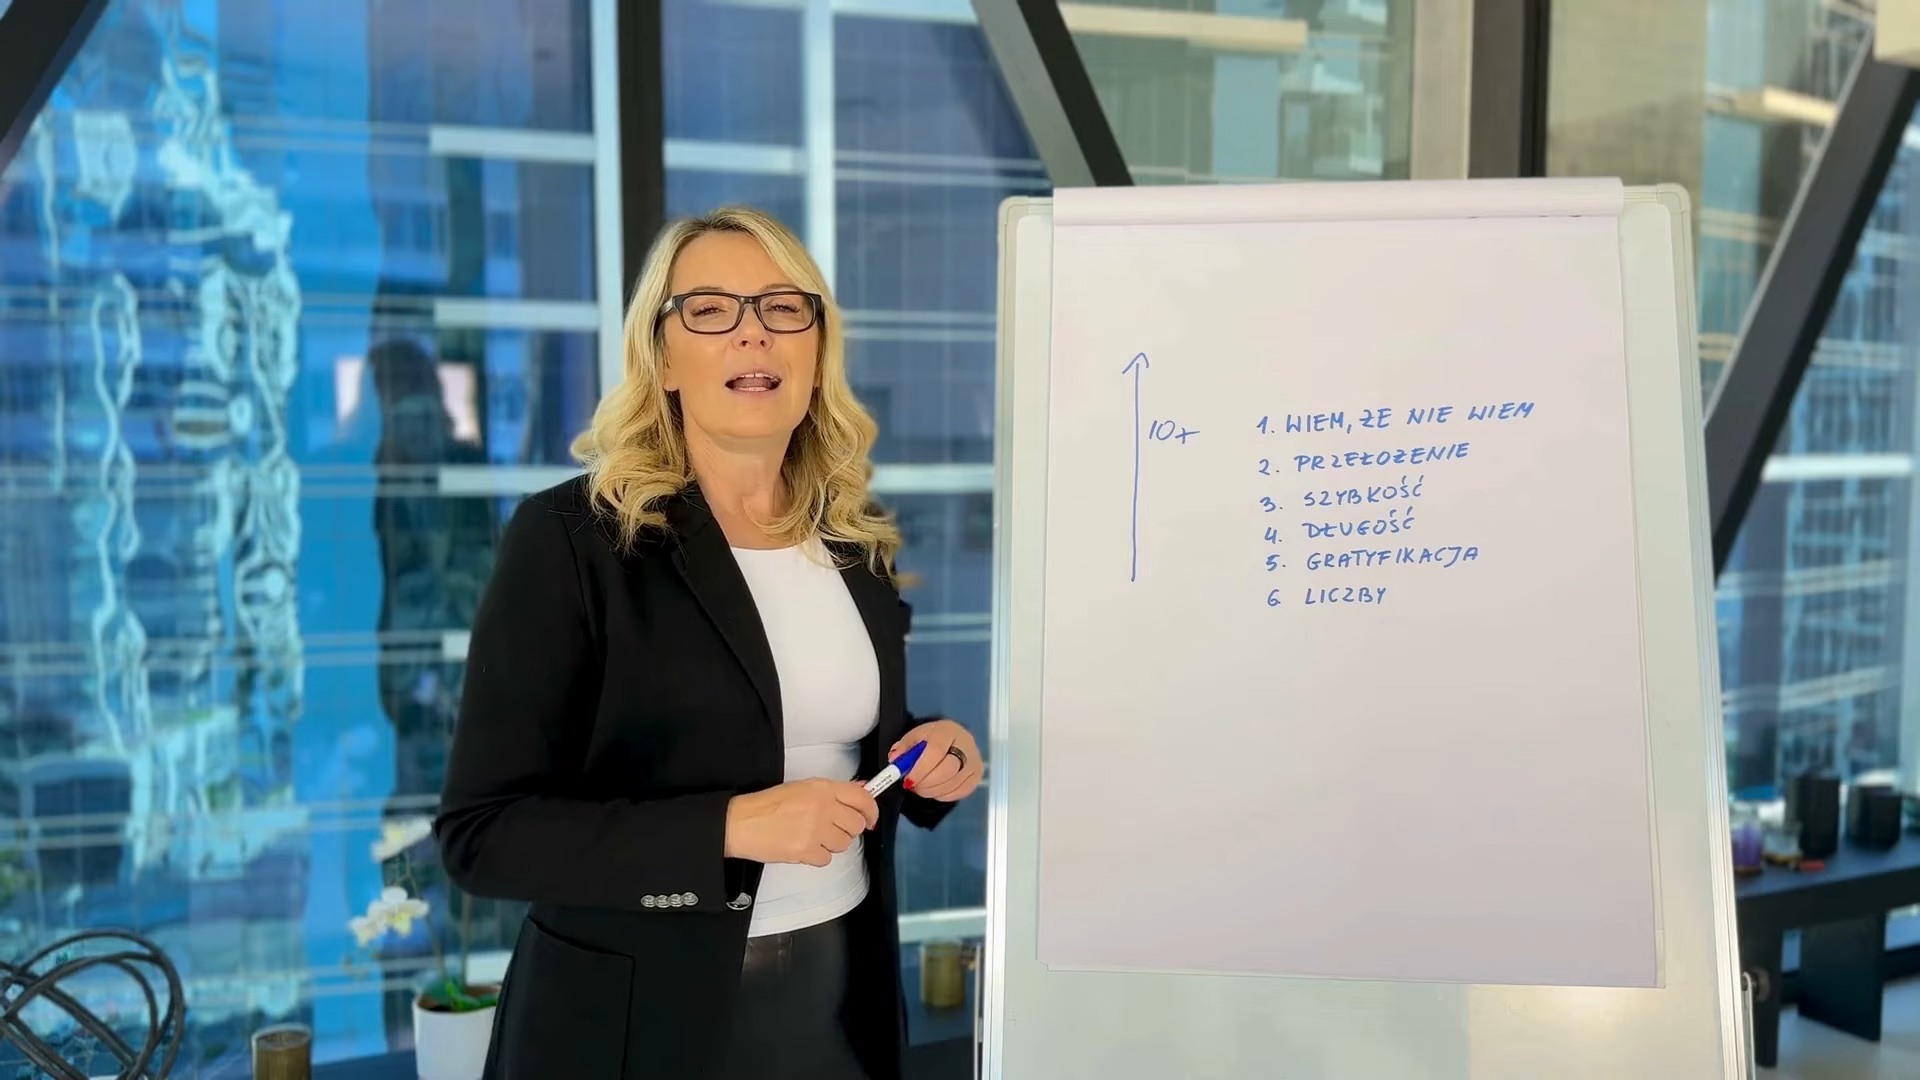 10+
1. WIEM, ŻE NIE WIEM
2. PRZEŁOŻENIE
3. SZYBKOŚĆ
4. DŁUGOŚĆ
5. GRATYFIKACJA
6 LICZBY